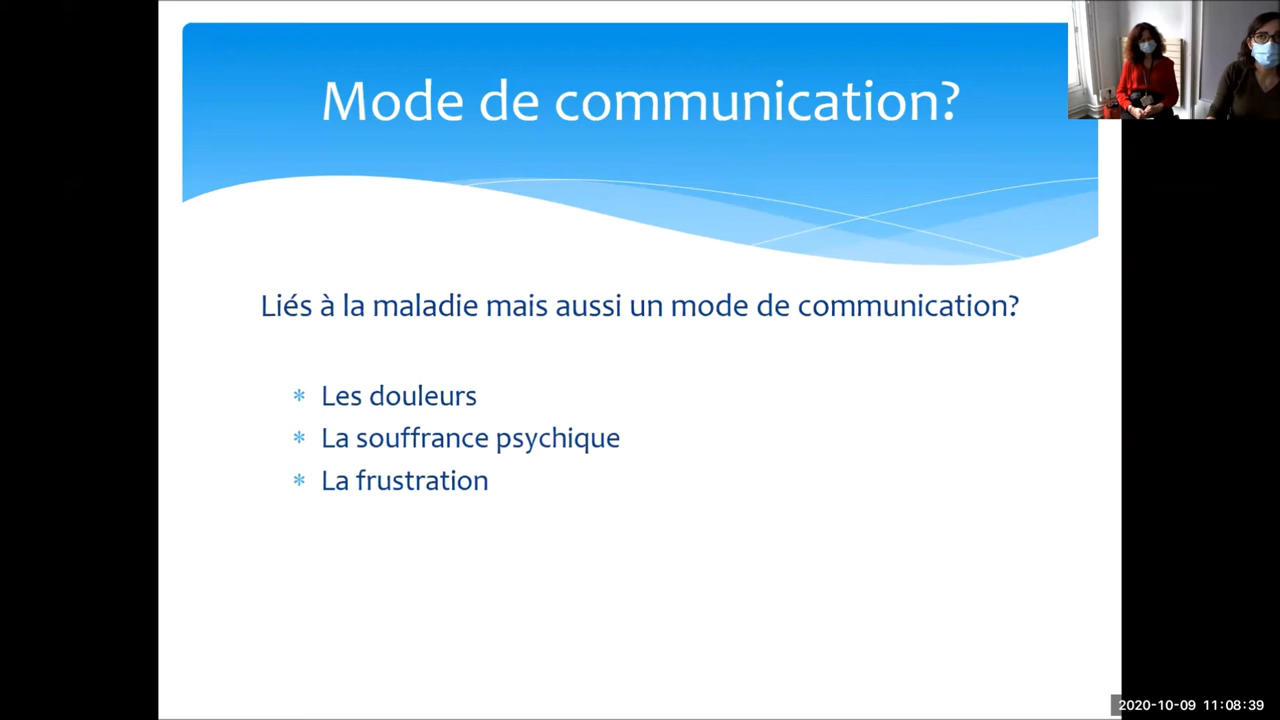 Mode de communication?
Liés à la maladie mais aussi un mode de communication?
* Les douleurs
* La souffrance psychique
* La frustration
2020-10-09 11:08:39